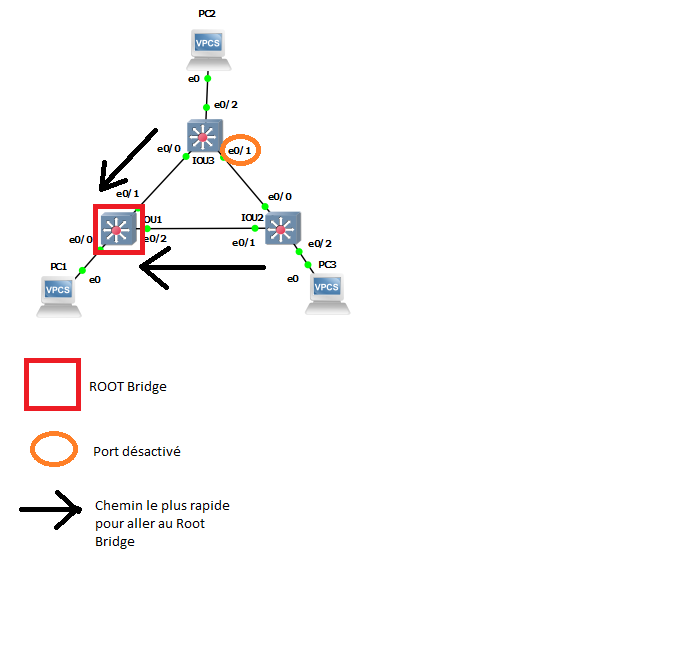 PC2
VPCS
e0
e0/2
e0/0
e0/1
IOU3
e0/1
e0/0
IOU1
IOU2
e0/0
e0/2
e0/1
e0/2
PC1
e0
PC3
e0
VPCS
VPCS
ROOT Bridge
Port désactivé
Chemin le plus rapide
pour aller au Root
Bridge